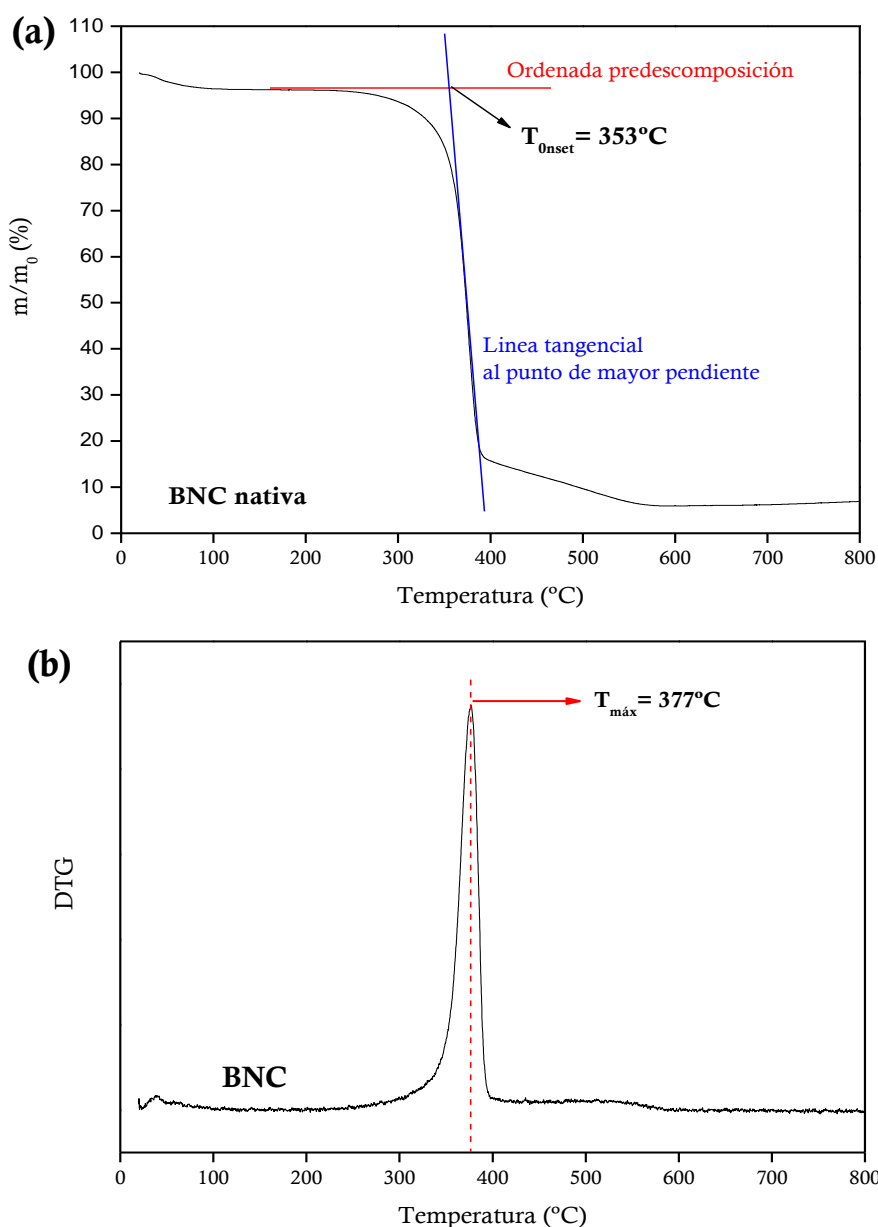 (a)
110
100
90
80
70
60
50
40
30
20
10
0
m/m0 (%)
Ordenada predescomposición
T0nset= 353ºC
Linea tangencial
al punto de mayor pendiente
BNC nativa
0 100 200 300 400 500 600 700 800
Temperatura (ºC)
(b)
Tmáx= 377ºC
DTG
BNC
0 100 200 300 400 500 600 700 800
Temperatura (ºC)